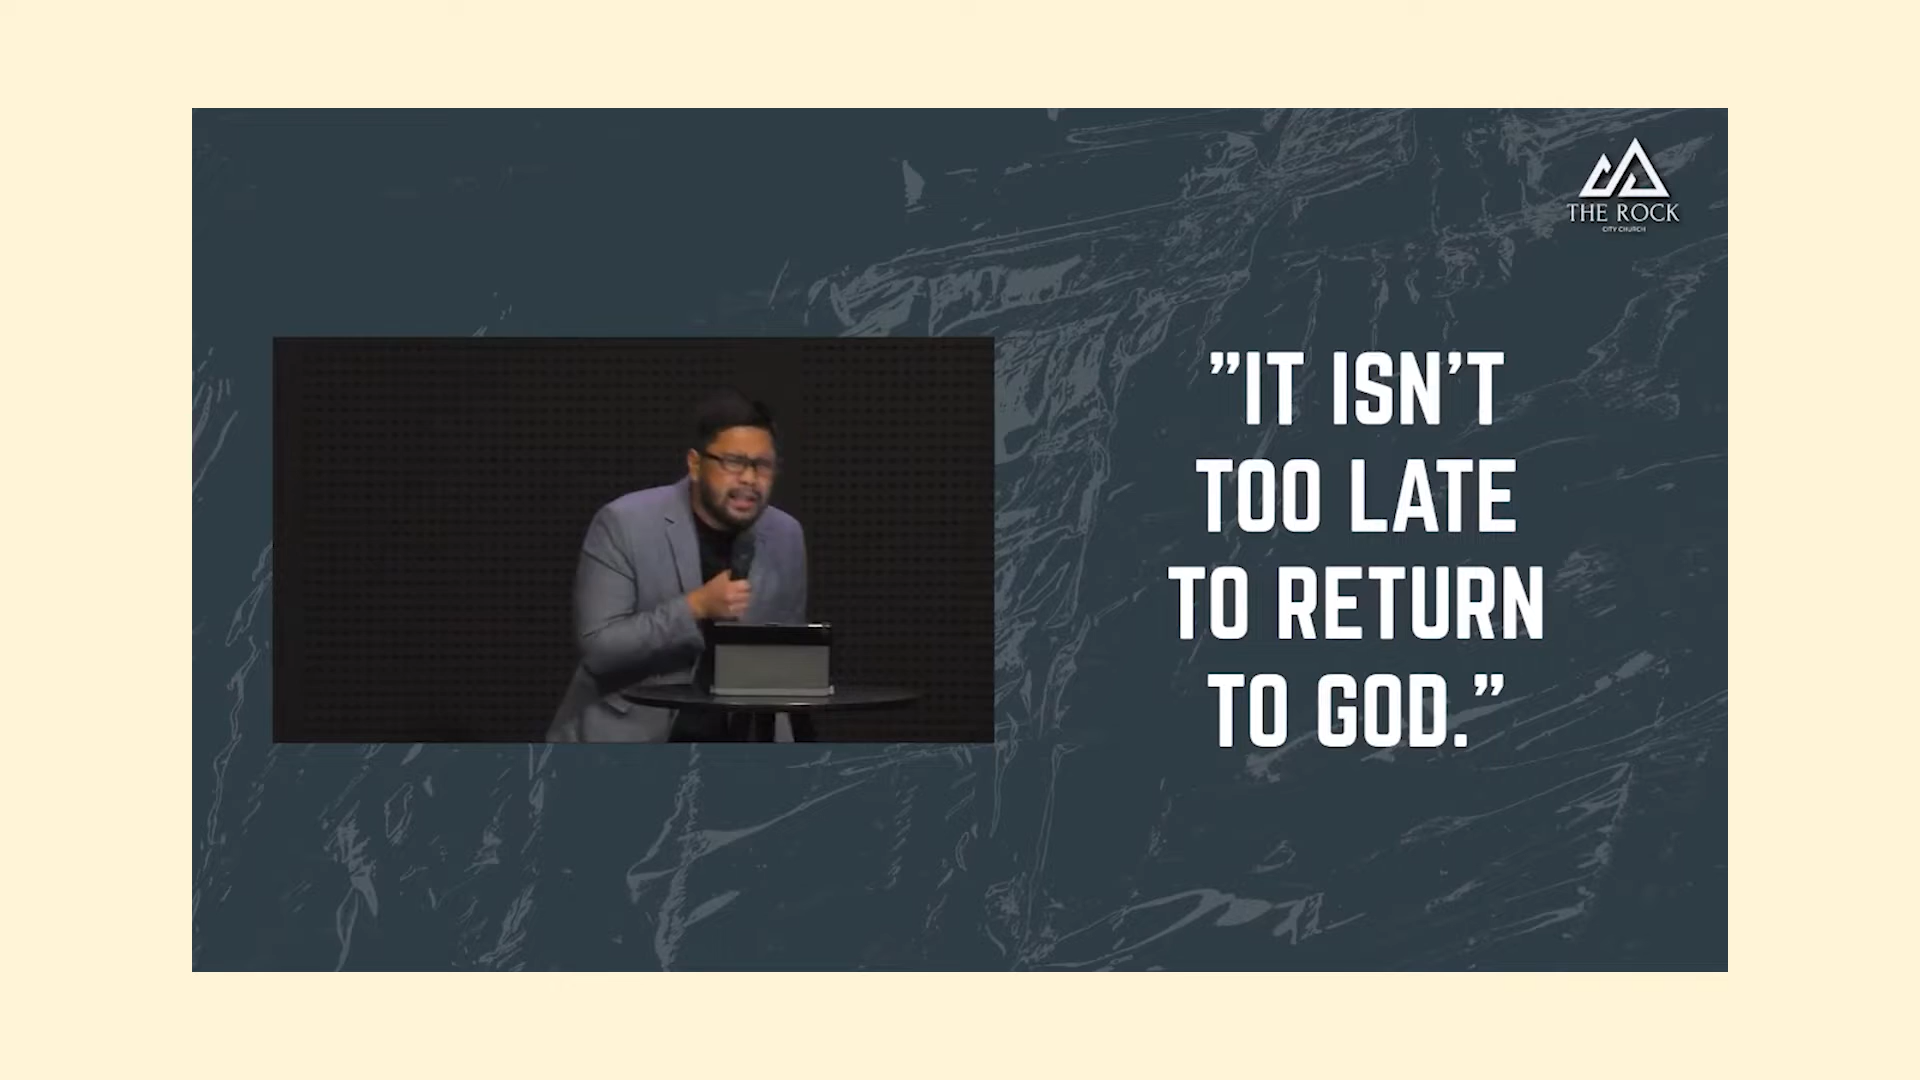 THE ROCK
CITY CHURCH
”IT ISN’T
TOO LATE
TO RETURN
TO GOD.”